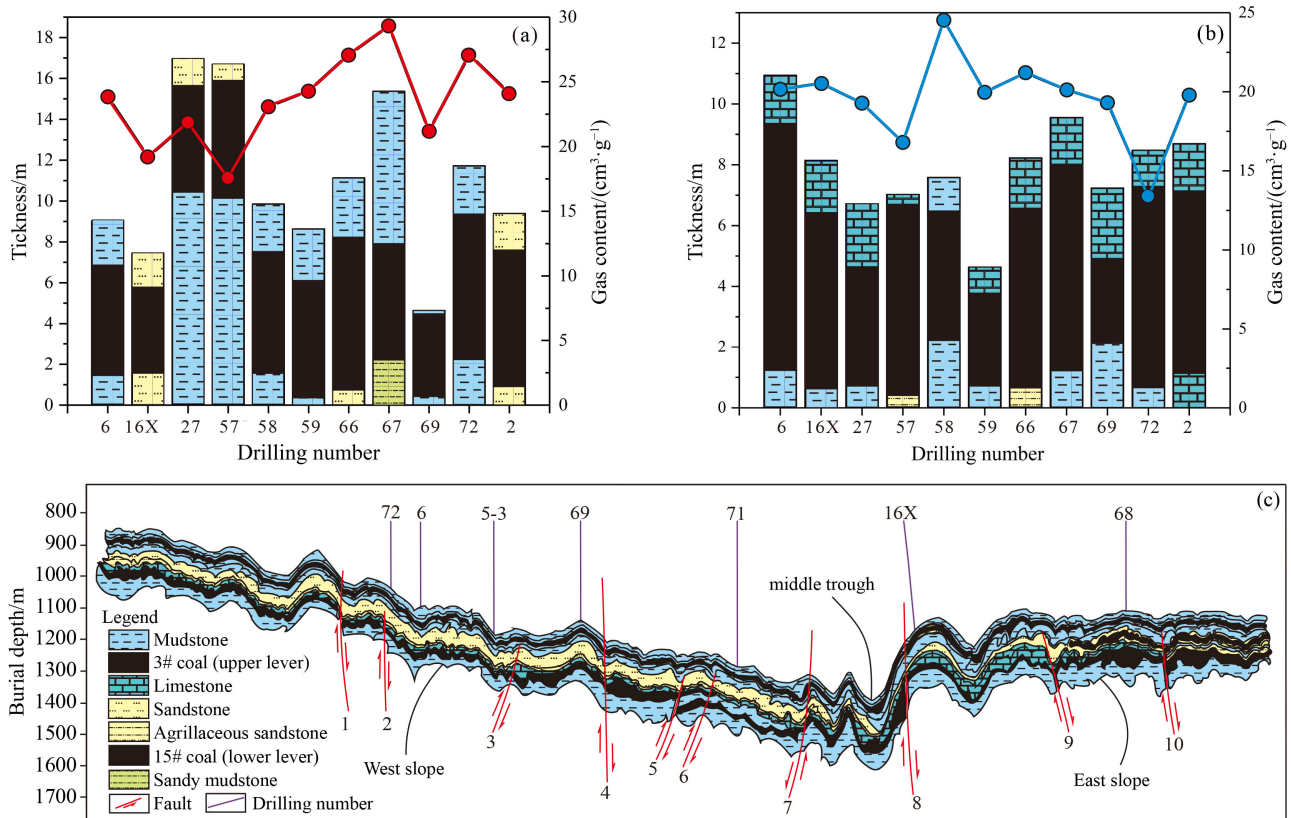 (a)
Tickness/m
18
16
14
12
10
8
6
4
2
0
30
25
20
15
10
5
0
Gas content/(cm³·g⁻¹)
6 16X 27 57 58 59 66 67 69 72 2
Drilling number
(b)
Tickness/m
12
10
8
6
4
2
0
25
20
15
10
5
0
Gas content/(cm³·g⁻¹)
6 16X 27 57 58 59 66 67 69 72 2
Drilling number
(c)
Burial depth/m
800
900
1000
1100
1200
1300
1400
1500
1600
1700
72 6 5-3 69 71 16X 68
middle trough
West slope
East slope
1 2 3 4 5 6 7 8 9 10
Legend
Mudstone
3# coal (upper lever)
Limestone
Sandstone
Agrillaceous sandstone
15# coal (lower lever)
Sandy mudstone
Fault Drilling number